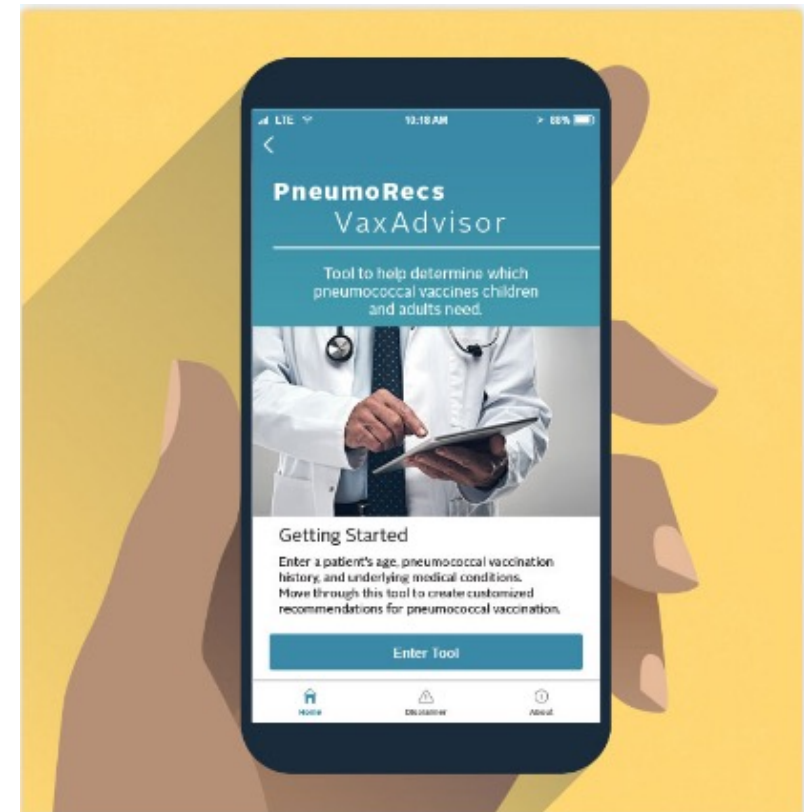 LTE 10:18 AM 88%
PneumoRecs
VaxAdvisor
Tool to help determine which
pneumococcal vaccines children
and adults need.
Getting Started
Enter a patient's age, pneumococcal vaccination
history, and underlying medical conditions.
Move through this tool to create customized
recommendations for pneumococcal vaccination.
Enter Tool
Home Disclaimer About